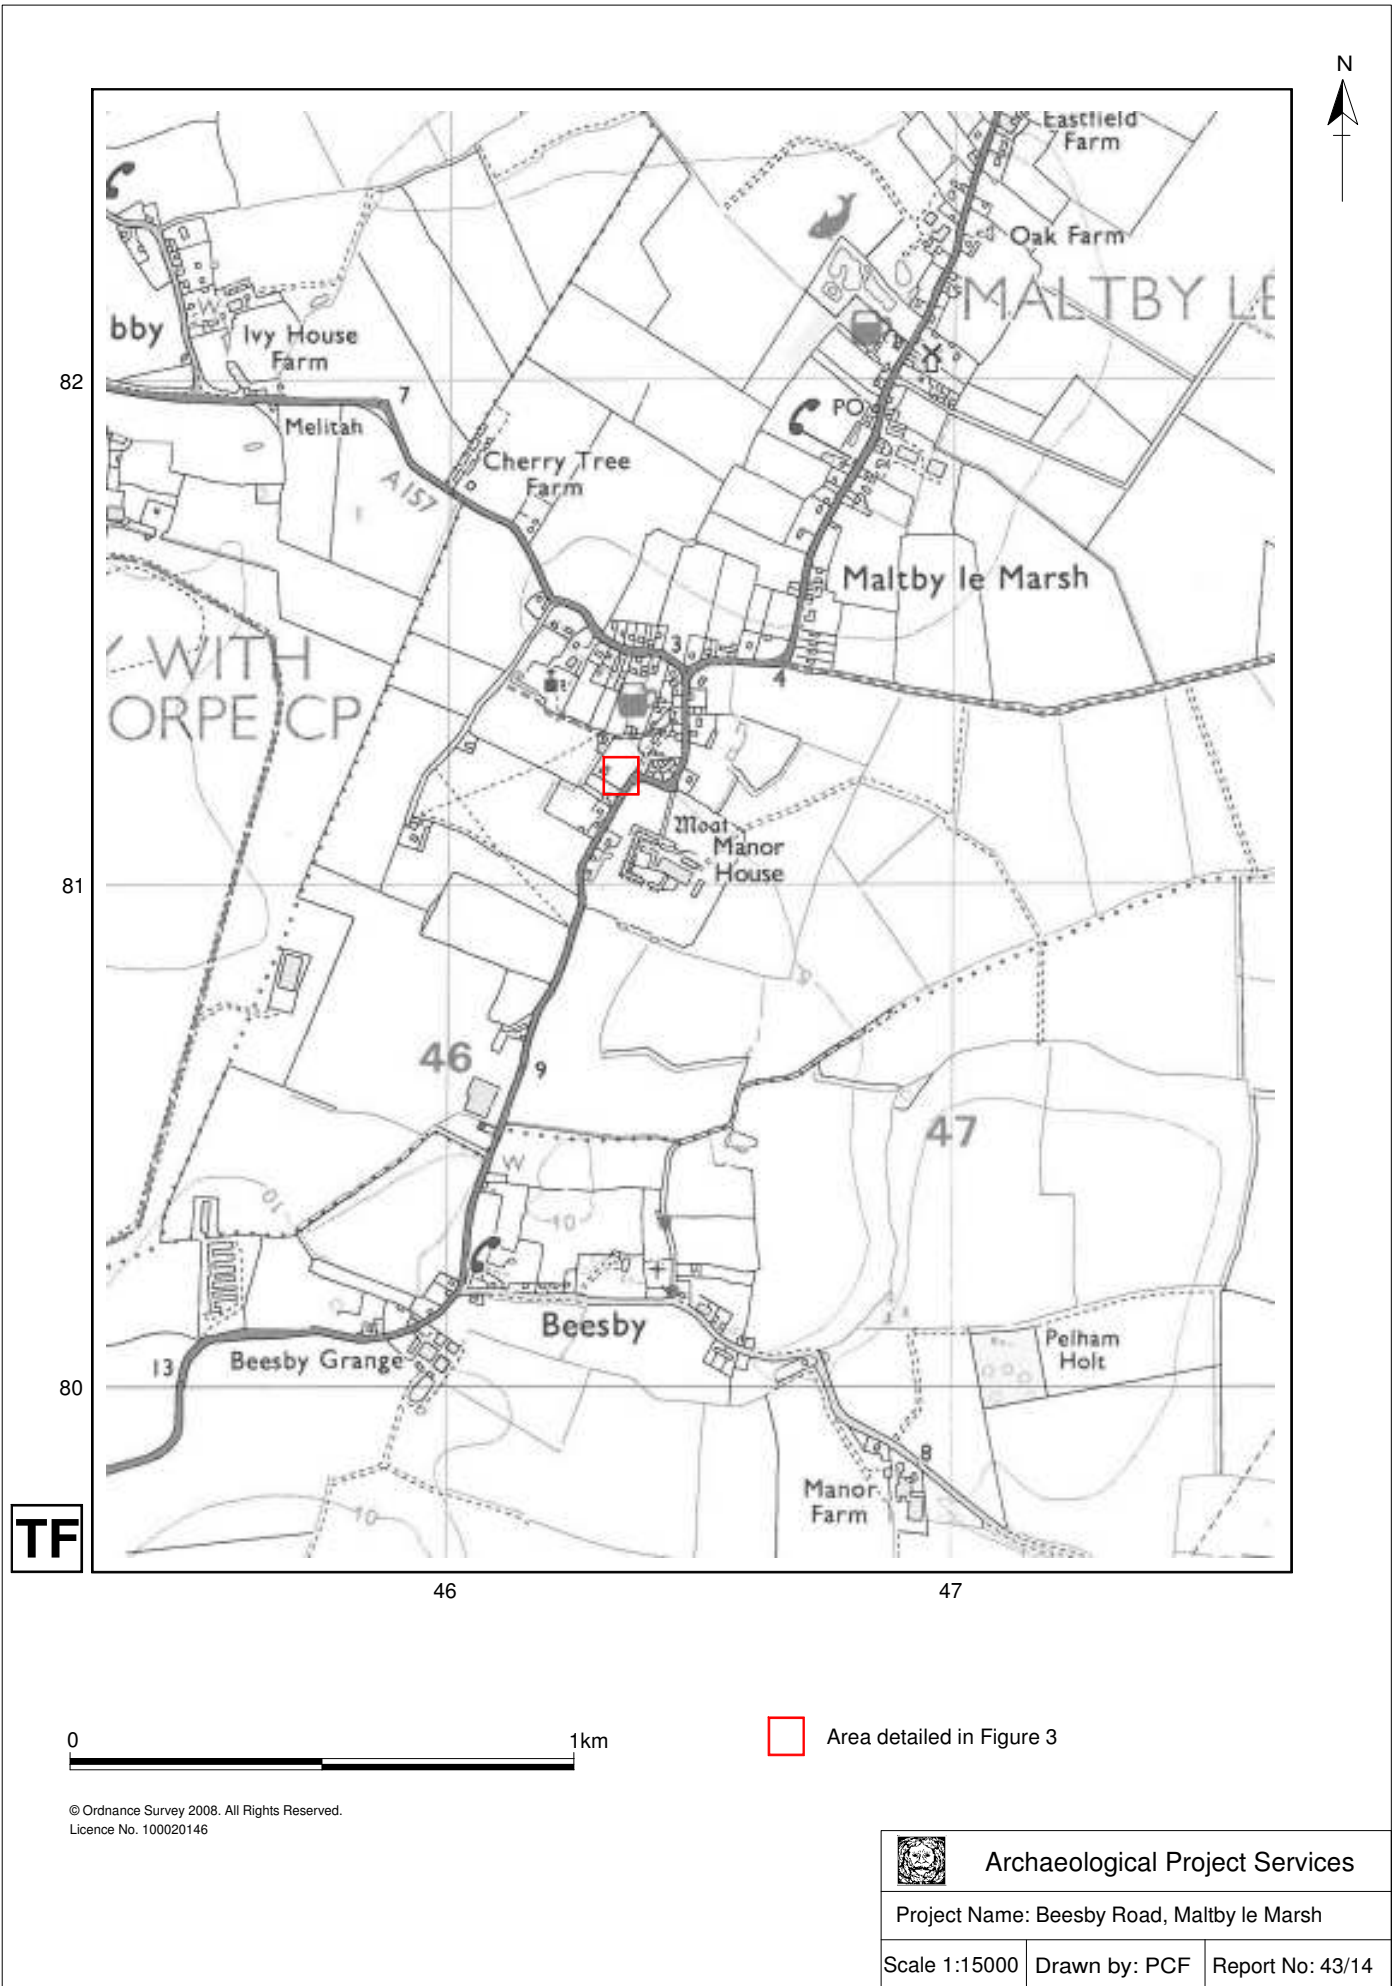 N
Eastfield
Farm
Oak Farm
MALTBY LE
bby
W
Ivy House
Farm
82
7
Melitah
PO
A 157
Cherry Tree
Farm
Maltby le Marsh
Y WITH
ORPE CP
3
4
Moat
Manor
House
81
9
46
9
47
W
10
10
Beesby
Pelham
Holt
13
Beesby Grange
80
8
Manor
Farm
10
TF
46
47
0
1km
Area detailed in Figure 3
© Ordnance Survey 2008. All Rights Reserved.
Licence No. 100020146
Archaeological Project Services
Project Name: Beesby Road, Maltby le Marsh
Scale 1:15000
Drawn by: PCF
Report No: 43/14